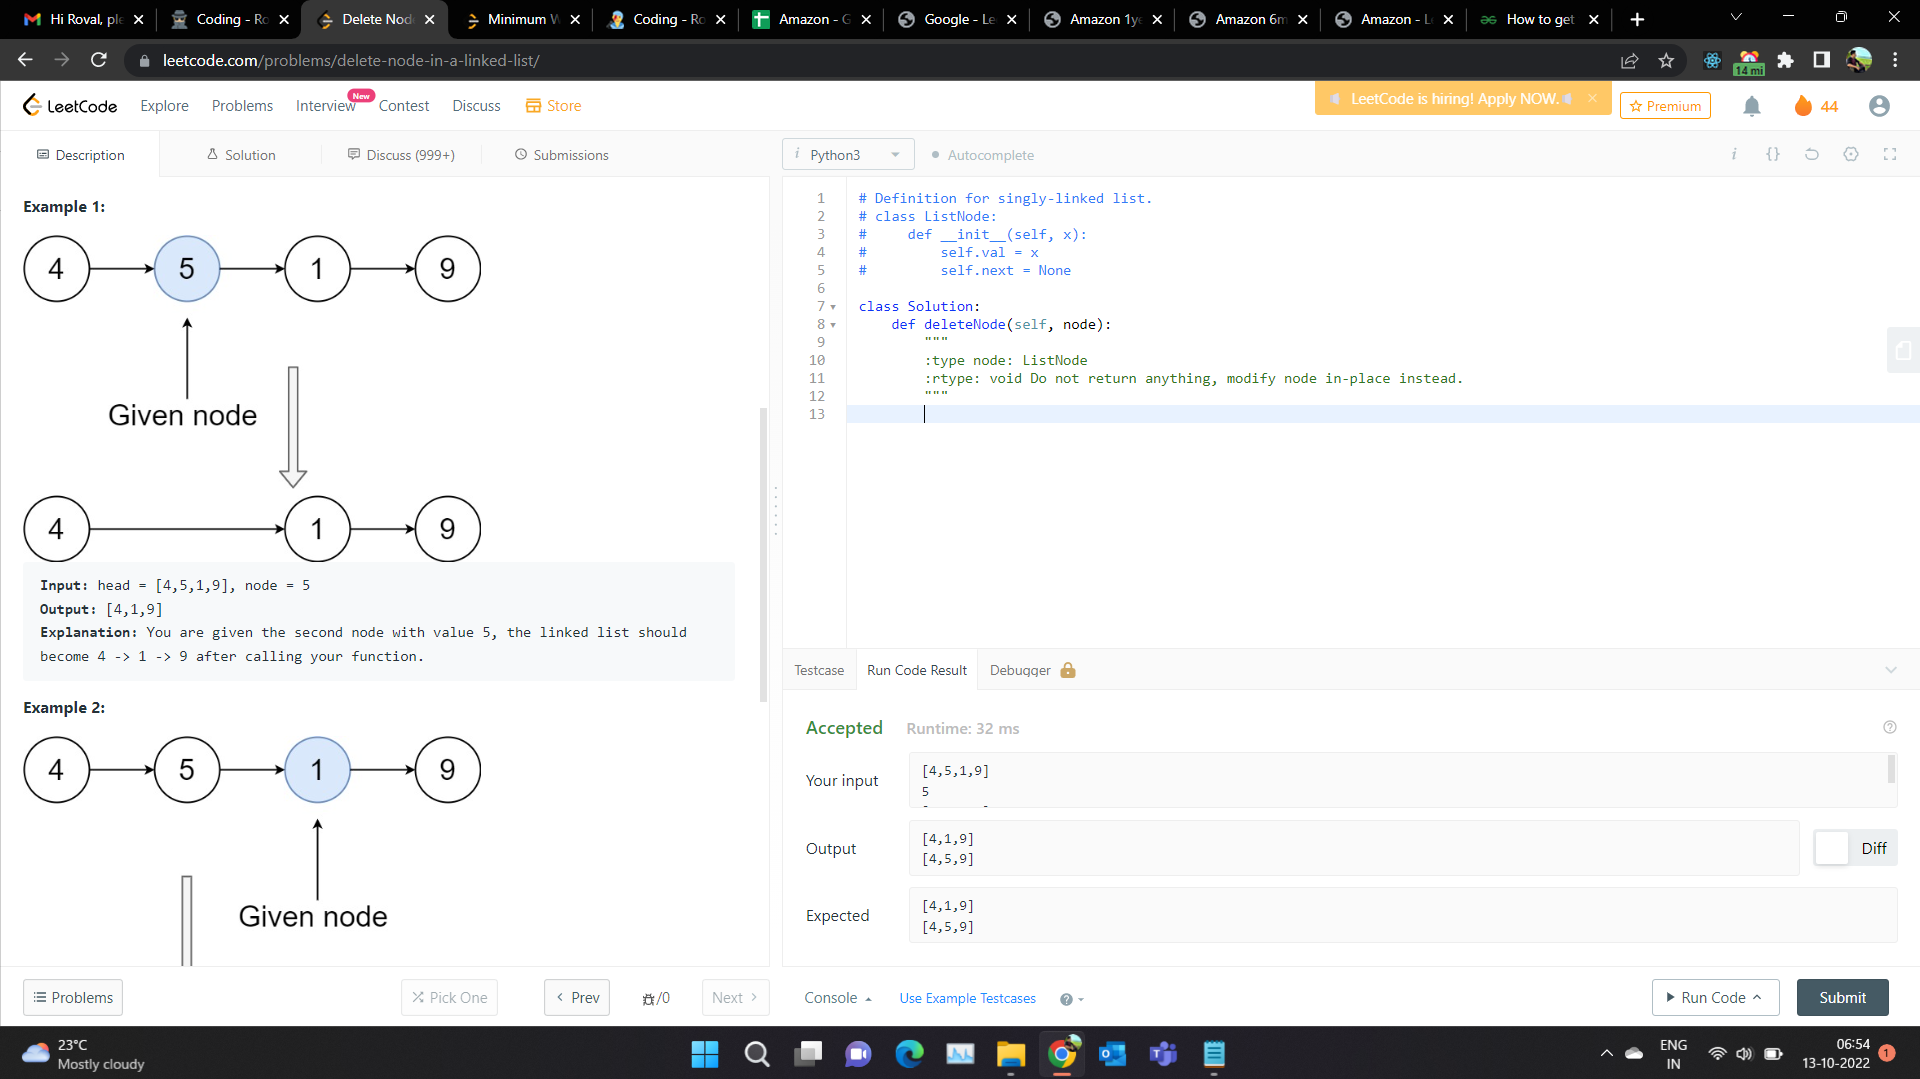 Hi Roval, ple
Coding - Ro
Delete Node
Minimum W
Coding - Ro
Amazon - G
Google - Le
Amazon 1ye
Amazon 6m
Amazon - L
How to get
leetcode.com/problems/delete-node-in-a-linked-list/
14 mi
LeetCode
Explore
Problems
Interview
New
Contest
Discuss
Store
LeetCode is hiring! Apply NOW.
Premium
44
Description
Solution
Discuss (999+)
Submissions
i Python3
Autocomplete
i {}
Example 1:
4 5 1 9
Given node
4 1 9
Input: head = [4,5,1,9], node = 5
Output: [4,1,9]
Explanation: You are given the second node with value 5, the linked list should
become 4 -> 1 -> 9 after calling your function.
Example 2:
4 5 1 9
Given node
1 # Definition for singly-linked list.
2 # class ListNode:
3 #     def __init__(self, x):
4 #         self.val = x
5 #         self.next = None
6
7 class Solution:
8     def deleteNode(self, node):
9         """
10         :type node: ListNode
11         :rtype: void Do not return anything, modify node in-place instead.
12         """
13
Testcase
Run Code Result
Debugger
Accepted
Runtime: 32 ms
Your input
[4,5,1,9]
5
Output
[4,1,9]
[4,5,9]
Diff
Expected
[4,1,9]
[4,5,9]
Problems
Pick One
Prev
/0
Next
Console
Use Example Testcases
Run Code
Submit
23°C
Mostly cloudy
ENG
IN
06:54
13-10-2022
1